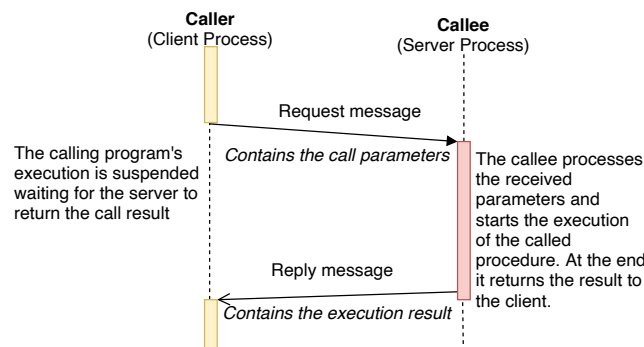 Caller
(Client Process)
Callee
(Server Process)
Request message
Contains the call parameters
The calling program's
execution is suspended
waiting for the server to
return the call result
The callee processes
the received
parameters and
starts the execution
of the called
procedure. At the end
it returns the result to
the client.
Reply message
Contains the execution result